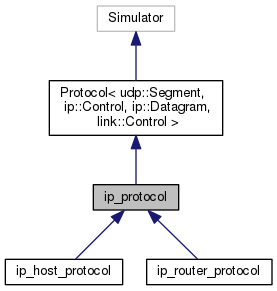 Simulator
Protocol< udp::Segment,
ip::Control, ip::Datagram,
link::Control >
ip_protocol
ip_host_protocol
ip_router_protocol